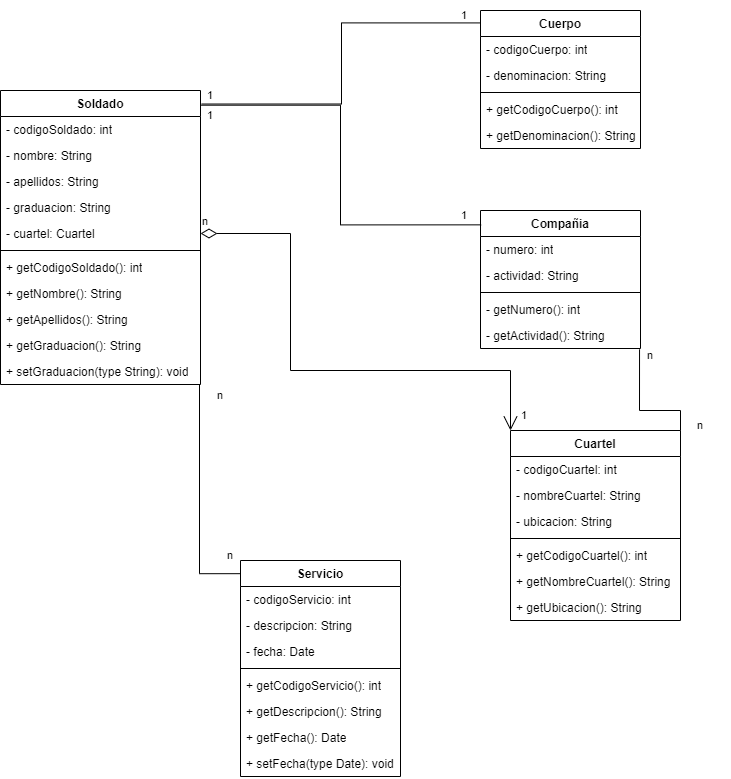 1
Cuerpo
- codigoCuerpo: int
- denominacion: String
+ getCodigoCuerpo(): int
+ getDenominacion(): String
1
1
Soldado
- codigoSoldado: int
- nombre: String
- apellidos: String
- graduacion: String
- cuartel: Cuartel
+ getCodigoSoldado(): int
+ getNombre(): String
+ getApellidos(): String
+ getGraduacion(): String
+ setGraduacion(type String): void
n
1
Compañia
- numero: int
- actividad: String
- getNumero(): int
- getActividad(): String
n
n
1
n
Cuartel
- codigoCuartel: int
- nombreCuartel: String
- ubicacion: String
+ getCodigoCuartel(): int
+ getNombreCuartel(): String
+ getUbicacion(): String
n
Servicio
- codigoServicio: int
- descripcion: String
- fecha: Date
+ getCodigoServicio(): int
+ getDescripcion(): String
+ getFecha(): Date
+ setFecha(type Date): void